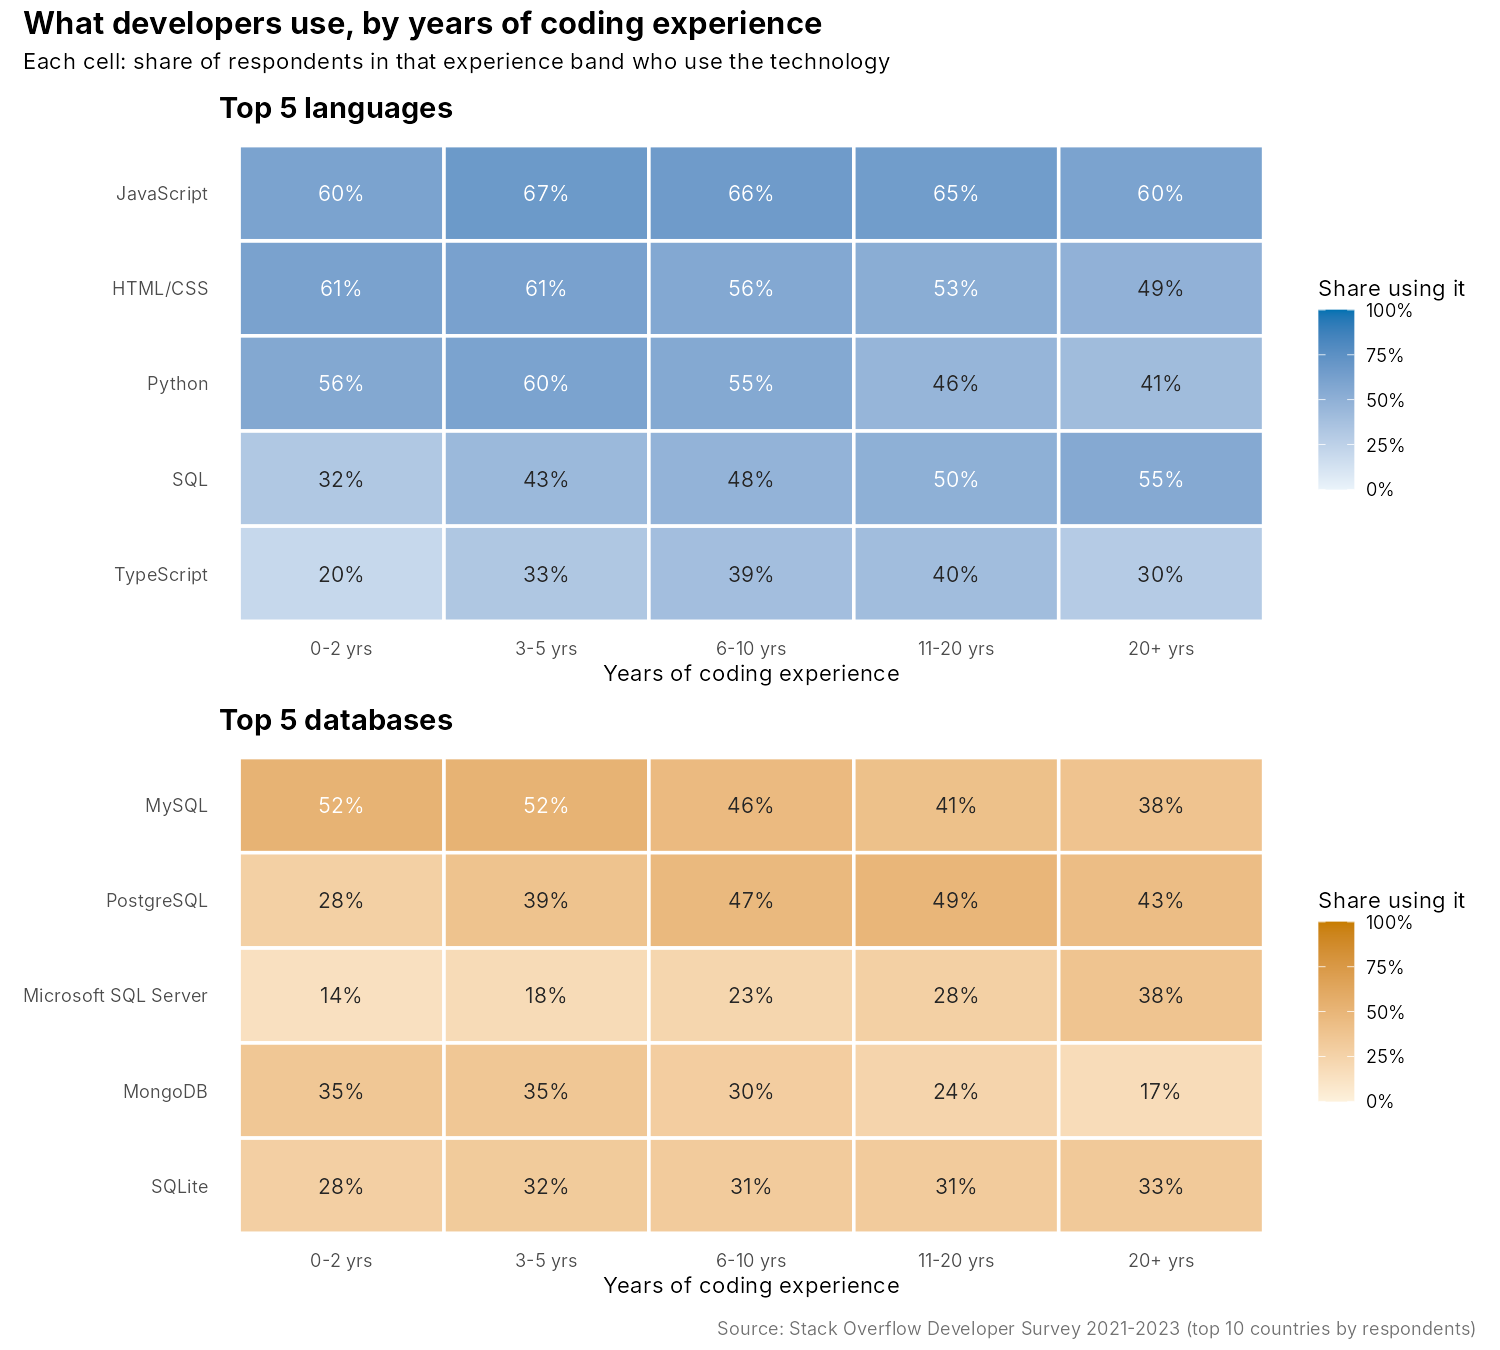 What developers use, by years of coding experience
Each cell: share of respondents in that experience band who use the technology
Top 5 languages
JavaScript 60% 67% 66% 65% 60%
HTML/CSS 61% 61% 56% 53% 49%
Python 56% 60% 55% 46% 41%
SQL 32% 43% 48% 50% 55%
TypeScript 20% 33% 39% 40% 30%
0-2 yrs 3-5 yrs 6-10 yrs 11-20 yrs 20+ yrs
Years of coding experience
Share using it
100%
75%
50%
25%
0%
Top 5 databases
MySQL 52% 52% 46% 41% 38%
PostgreSQL 28% 39% 47% 49% 43%
Microsoft SQL Server 14% 18% 23% 28% 38%
MongoDB 35% 35% 30% 24% 17%
SQLite 28% 32% 31% 31% 33%
0-2 yrs 3-5 yrs 6-10 yrs 11-20 yrs 20+ yrs
Years of coding experience
Share using it
100%
75%
50%
25%
0%
Source: Stack Overflow Developer Survey 2021-2023 (top 10 countries by respondents)